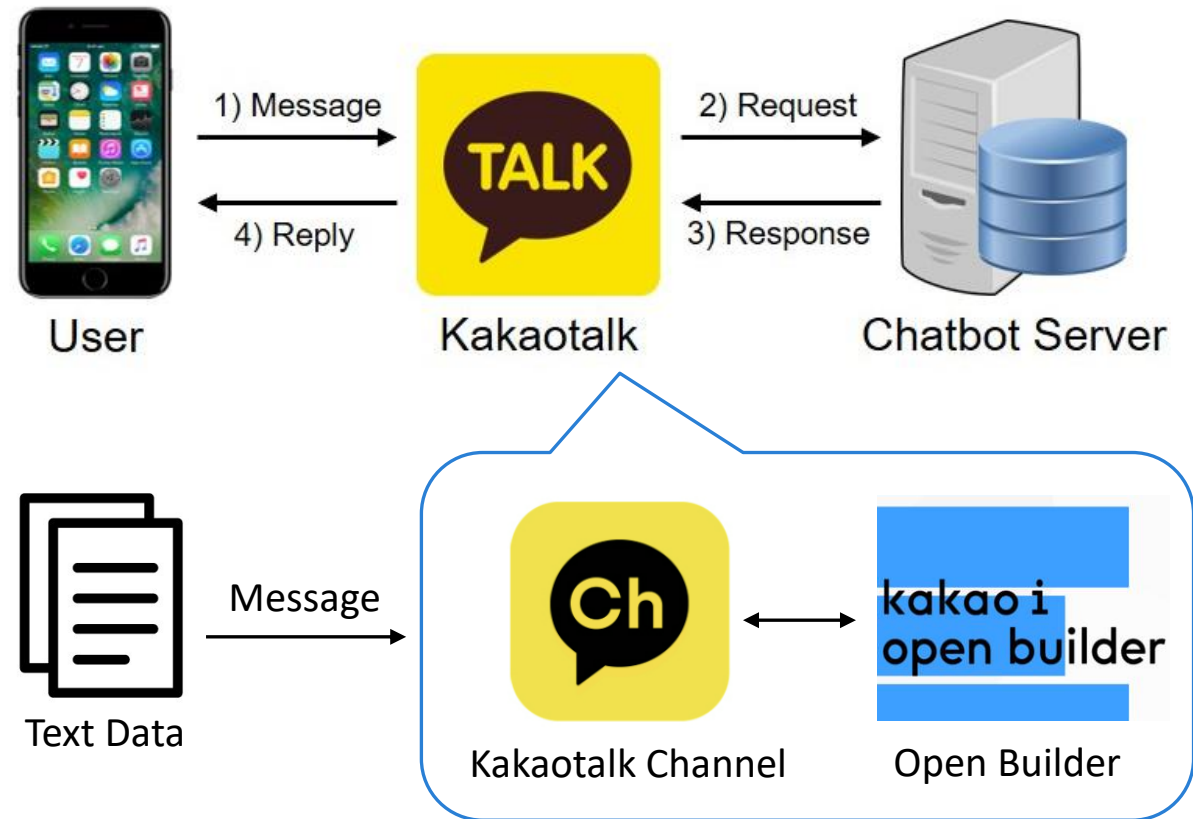 1) Message
TALK
2) Request
4) Reply
3) Response
User
Kakaotalk
Chatbot Server
Message
Ch
kakao i
open builder
Text Data
Kakaotalk Channel
Open Builder